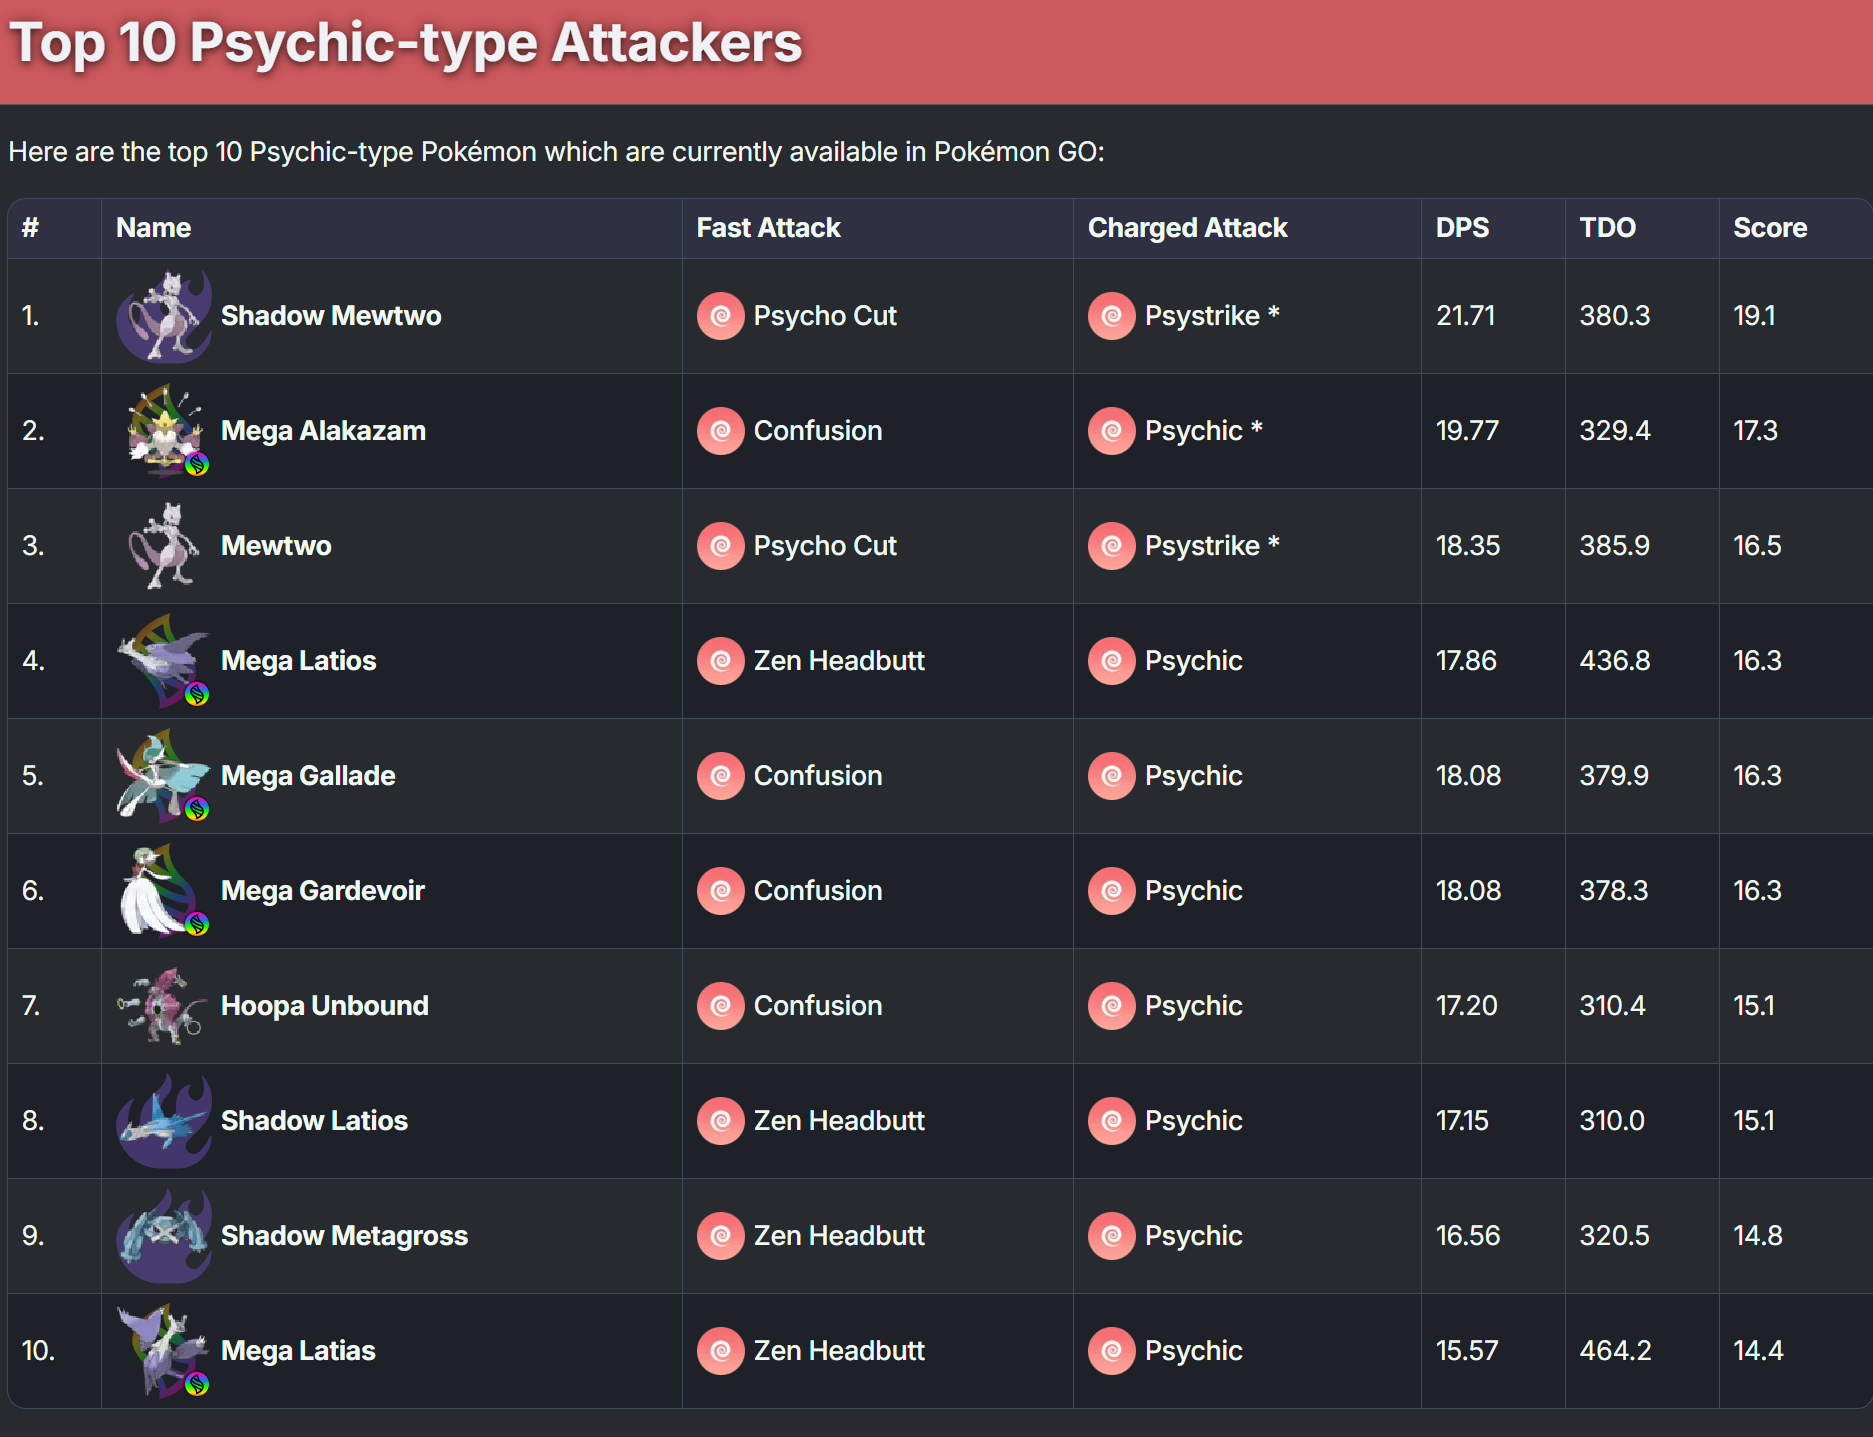 Top 10 Psychic-type Attackers
Here are the top 10 Psychic-type Pokémon which are currently available in Pokémon GO:
# Name Fast Attack Charged Attack DPS TDO Score
1. Shadow Mewtwo Psycho Cut Psystrike * 21.71 380.3 19.1
2. Mega Alakazam Confusion Psychic * 19.77 329.4 17.3
3. Mewtwo Psycho Cut Psystrike * 18.35 385.9 16.5
4. Mega Latios Zen Headbutt Psychic 17.86 436.8 16.3
5. Mega Gallade Confusion Psychic 18.08 379.9 16.3
6. Mega Gardevoir Confusion Psychic 18.08 378.3 16.3
7. Hoopa Unbound Confusion Psychic 17.20 310.4 15.1
8. Shadow Latios Zen Headbutt Psychic 17.15 310.0 15.1
9. Shadow Metagross Zen Headbutt Psychic 16.56 320.5 14.8
10. Mega Latias Zen Headbutt Psychic 15.57 464.2 14.4